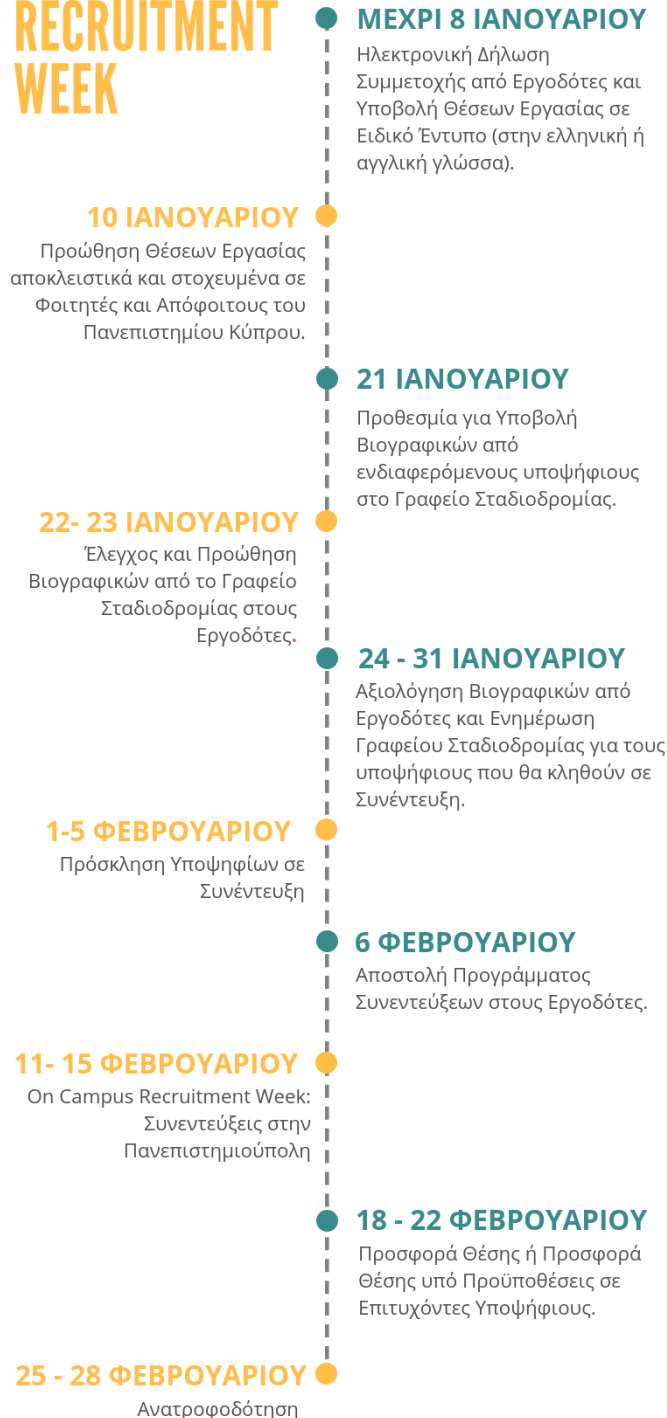 RECRUITMENT
WEEK
ΜΕΧΡΙ 8 ΙΑΝΟΥΑΡΙΟΥ
Ηλεκτρονική Δήλωση
Συμμετοχής από Εργοδότες και
Υποβολή Θέσεων Εργασίας σε
Ειδικό Έντυπο (στην ελληνική ή
αγγλική γλώσσα).
10 ΙΑΝΟΥΑΡΙΟΥ
Προώθηση Θέσεων Εργασίας
αποκλειστικά και στοχευμένα σε
Φοιτητές και Απόφοιτους του
Πανεπιστημίου Κύπρου.
21 ΙΑΝΟΥΑΡΙΟΥ
Προθεσμία για Υποβολή
Βιογραφικών από
ενδιαφερόμενους υποψήφιους
στο Γραφείο Σταδιοδρομίας.
22- 23 ΙΑΝΟΥΑΡΙΟΥ
Έλεγχος και Προώθηση
Βιογραφικών από το Γραφείο
Σταδιοδρομίας στους
Εργοδότες.
24 - 31 ΙΑΝΟΥΑΡΙΟΥ
Αξιολόγηση Βιογραφικών από
Εργοδότες και Ενημέρωση
Γραφείου Σταδιοδρομίας για τους
υποψήφιους που θα κληθούν σε
Συνέντευξη.
1-5 ΦΕΒΡΟΥΑΡΙΟΥ
Πρόσκληση Υποψηφίων σε
Συνέντευξη
6 ΦΕΒΡΟΥΑΡΙΟΥ
Αποστολή Προγράμματος
Συνεντεύξεων στους Εργοδότες.
11- 15 ΦΕΒΡΟΥΑΡΙΟΥ
On Campus Recruitment Week:
Συνεντεύξεις στην
Πανεπιστημιούπολη
18 - 22 ΦΕΒΡΟΥΑΡΙΟΥ
Προσφορά Θέσης ή Προσφορά
Θέσης υπό Προϋποθέσεις σε
Επιτυχόντες Υποψήφιους.
25 - 28 ΦΕΒΡΟΥΑΡΙΟΥ
Ανατροφοδότηση